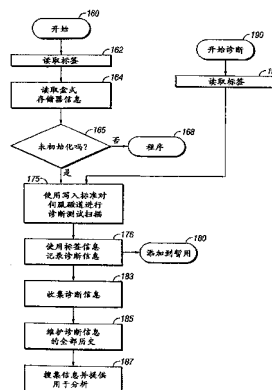 160
开始
162
读取标签
164
读取盒式
存储器信息
165
未初始化吗?
否
168
程序
是
190
开始诊断
读取标签
175
使用写入标准对
伺服磁道进行
诊断测试扫描
176
使用标签信息
记录诊断信息
180
添加到暂用
183
收集诊断信息
185
维护诊断信息
的全部历史
187
搜集信息并提供
用于分析